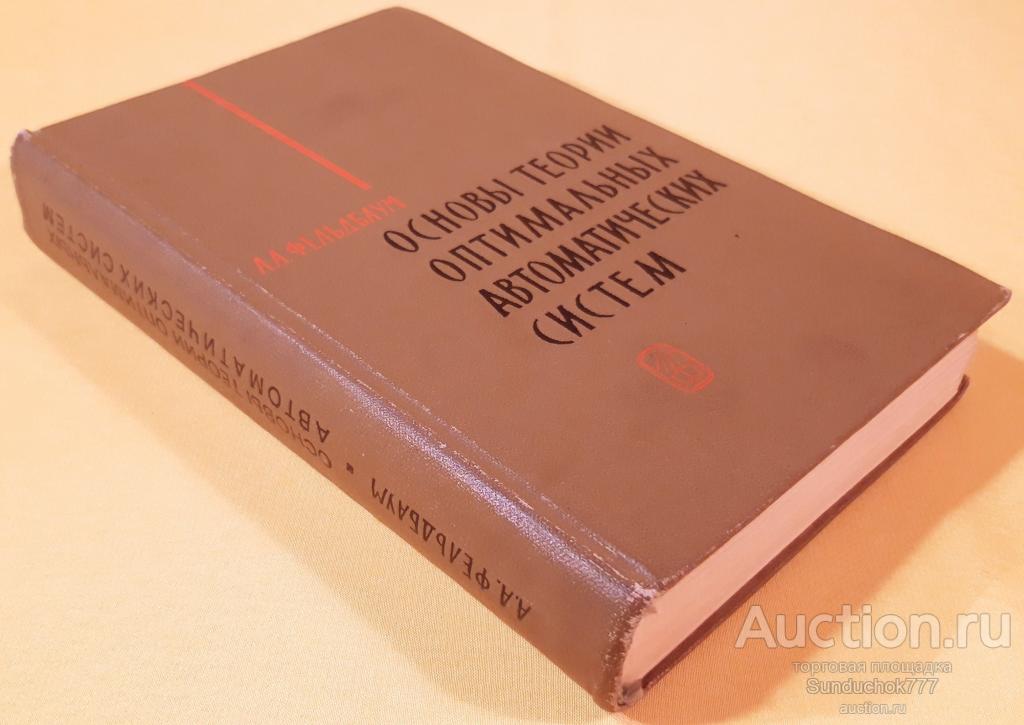 А.А.ФЕЛЬДБАУМ
ОСНОВЫ ТЕОРИИ
ОПТИМАЛЬНЫХ
АВТОМАТИЧЕСКИХ
СИСТЕМ
А.А.ФЕЛЬДБАУМ ▪ ОСНОВЫ ТЕОРИИ ОПТИМАЛЬНЫХ
АВТОМАТИЧЕСКИХ СИСТЕМ
Auction.ru
торговая площадка
Sunduchok777
auction.ru